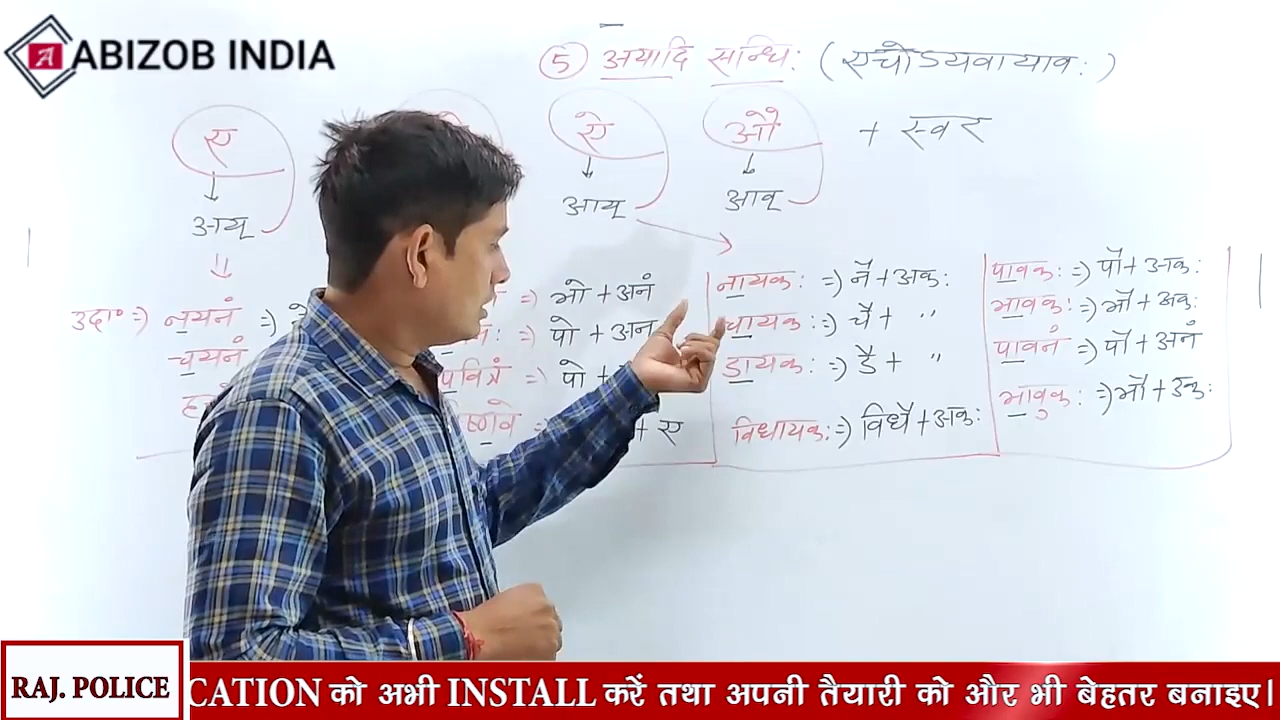 ABIZOB INDIA
A
⑤ अयादि सन्धि: (एचोऽयवायाव:)
ए ऐ औ + स्वर
अय् आय् आव्
उदा० => नयनं => => भो + अनं
चयनं => पो + अन
पवित्रं => पो +
+ ए
नायक: => नै + अक:
चायक: => चै + "
डायक: => डै + "
विधायक: => विधै + अक:
पावक: => पौ + अक:
भावक: => भौ + अक:
पावनं => पौ + अनं
भावुक: => भौ + उक:
RAJ. POLICE
CATION को अभी INSTALL करें तथा अपनी तैयारी को और भी बेहतर बनाइए।